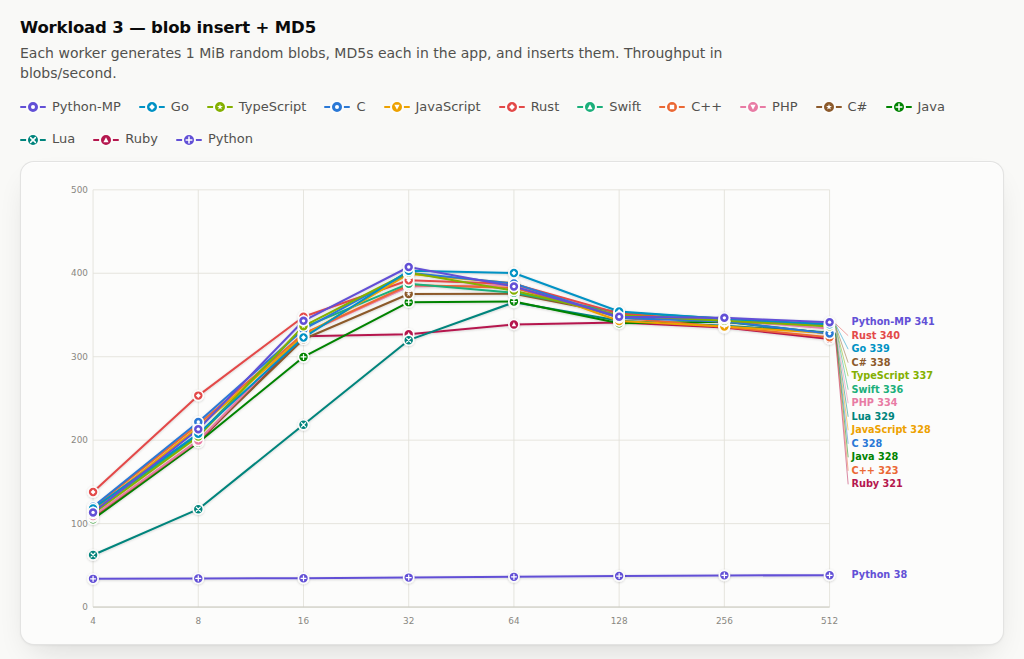 Workload 3 — blob insert + MD5
Each worker generates 1 MiB random blobs, MD5s each in the app, and inserts them. Throughput in
blobs/second.
Python-MP Go TypeScript C JavaScript Rust Swift C++ PHP C# Java
Lua Ruby Python
500
400
300
200
100
0
Python-MP 341
Rust 340
Go 339
C# 338
TypeScript 337
Swift 336
PHP 334
Lua 329
JavaScript 328
C 328
Java 328
C++ 323
Ruby 321
Python 38
4 8 16 32 64 128 256 512